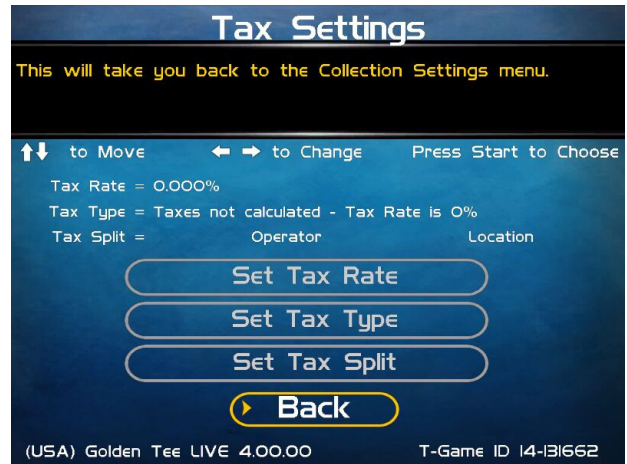 Tax Settings
This will take you back to the Collection Settings menu.
to Move to Change Press Start to Choose
Tax Rate = 0.000%
Tax Type = Taxes not calculated - Tax Rate is 0%
Tax Split = Operator Location
Set Tax Rate
Set Tax Type
Set Tax Split
Back
(USA) Golden Tee LIVE 4.00.00 T-Game ID 14-131662